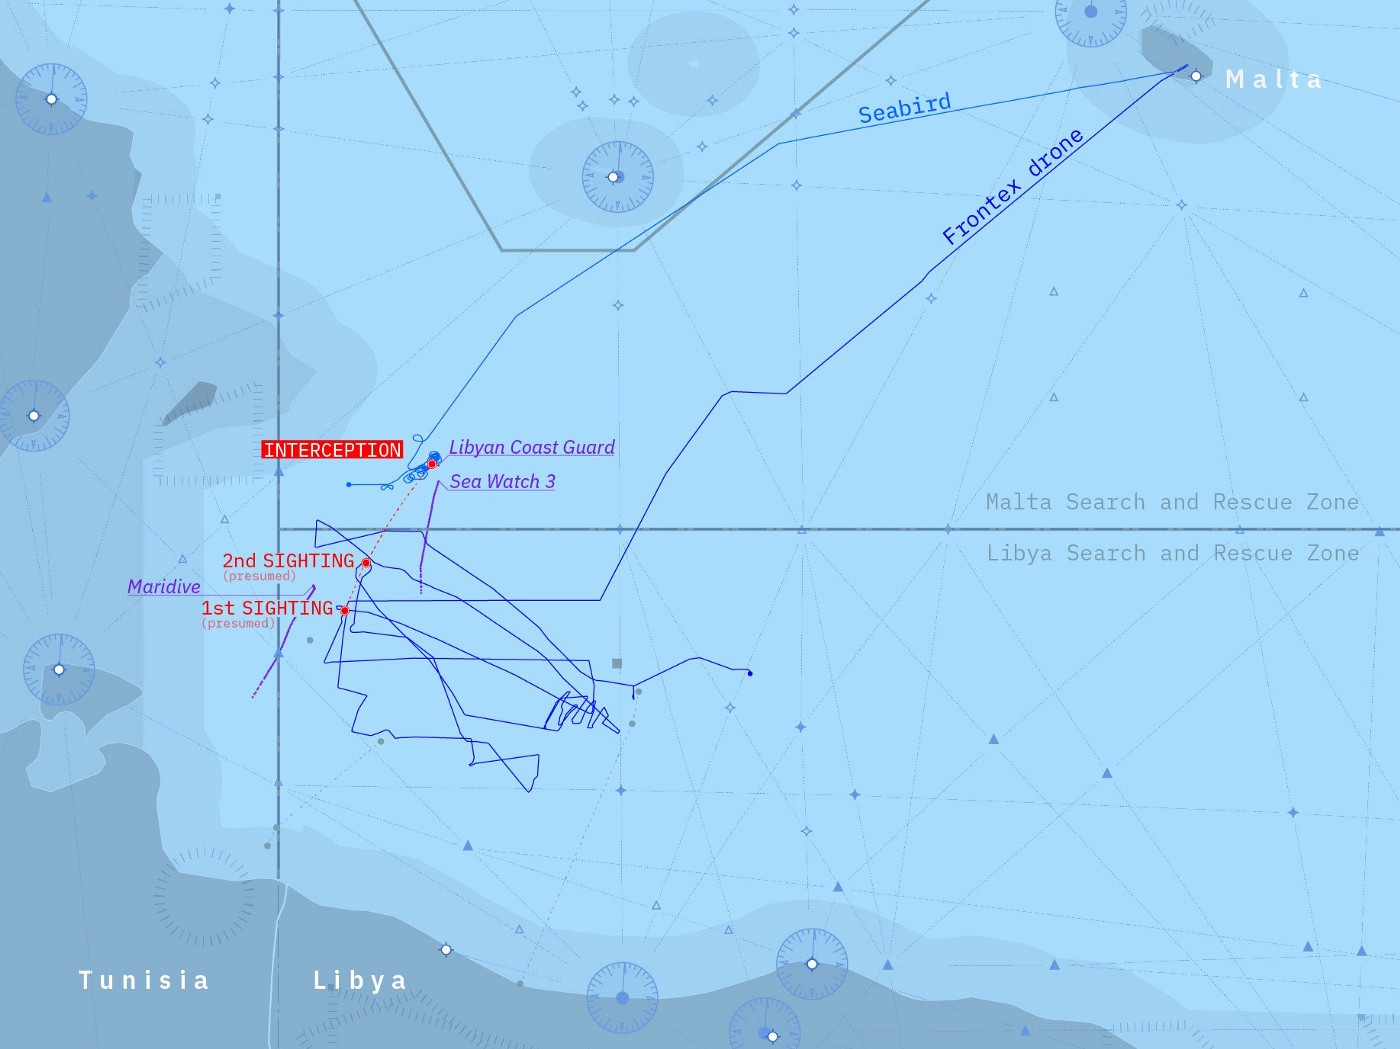 Malta
Seabird
Frontex drone
INTERCEPTION
Libyan Coast Guard
Sea Watch 3
Malta Search and Rescue Zone
Libya Search and Rescue Zone
2nd SIGHTING
(presumed)
Maridive
1st SIGHTING
(presumed)
Tunisia
Libya